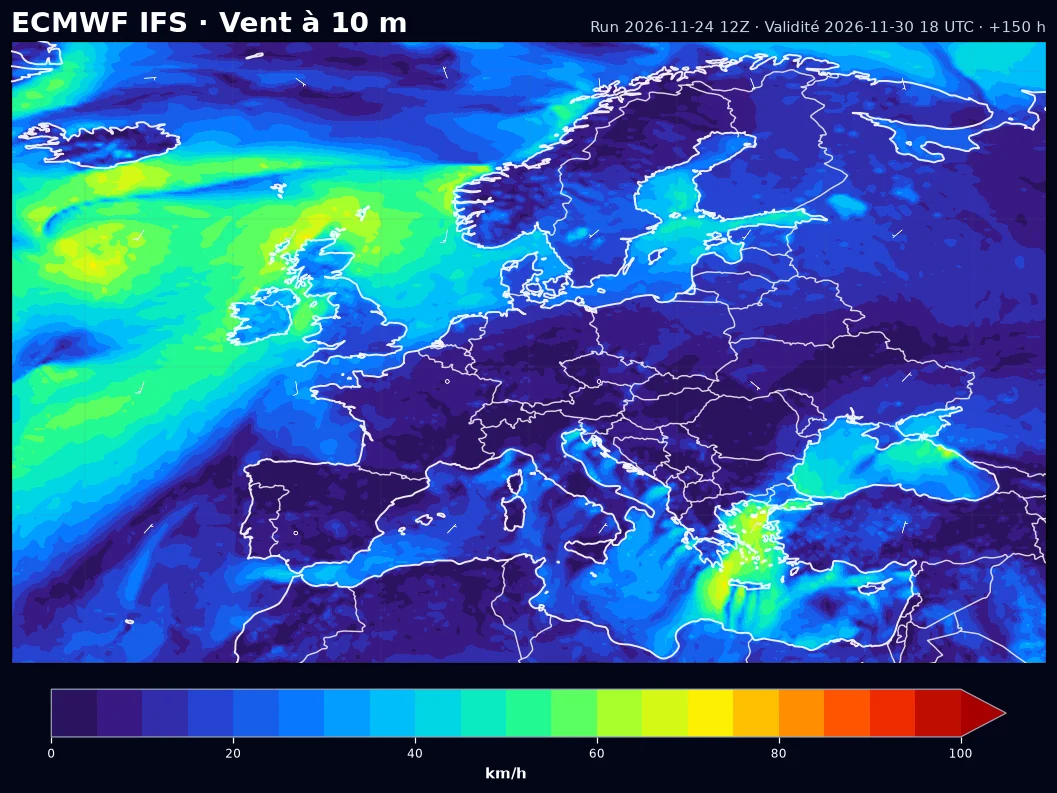 ECMWF IFS · Vent à 10 m
Run 2026-11-24 12Z · Validité 2026-11-30 18 UTC · +150 h
0 20 40 60 80 100
km/h